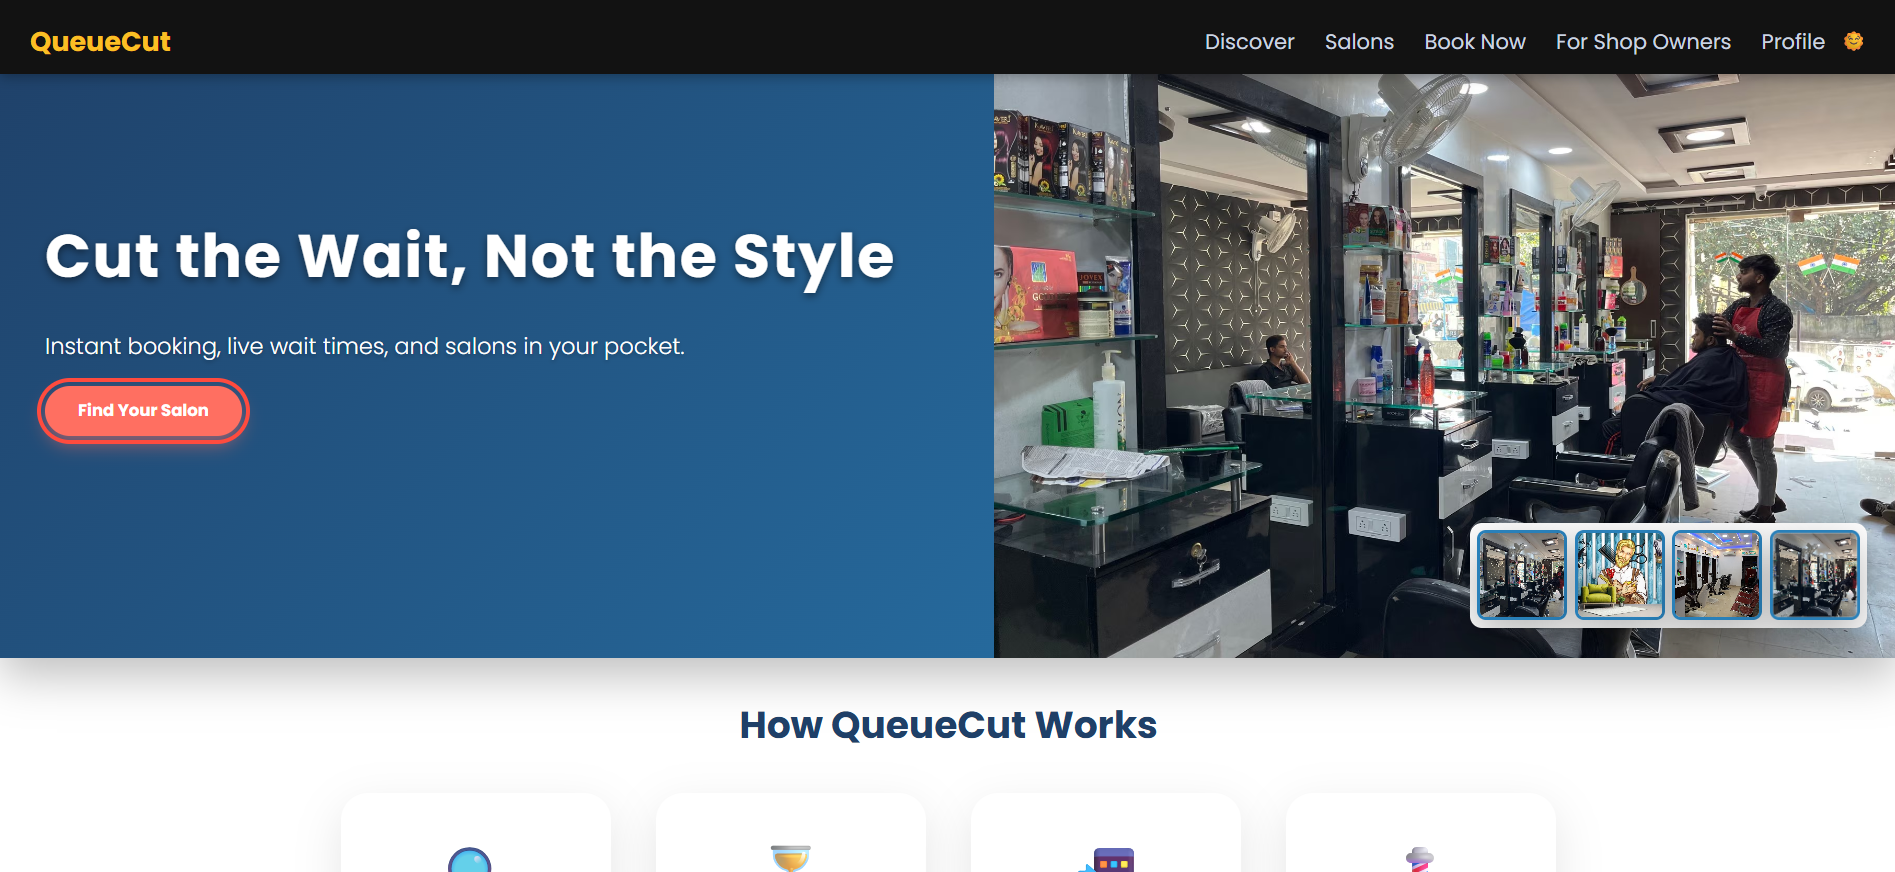 QueueCut
Discover Salons Book Now For Shop Owners Profile
Cut the Wait, Not the Style
Instant booking, live wait times, and salons in your pocket.
Find Your Salon
JOVEX
How QueueCut Works